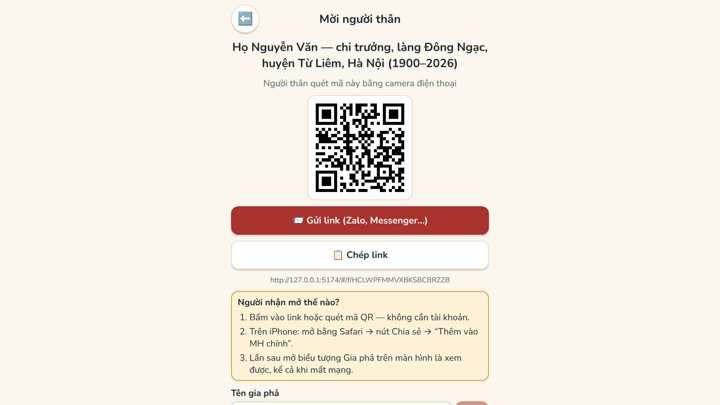 Mời người thân
Họ Nguyễn Văn — chi trưởng, làng Đông Ngạc,
huyện Từ Liêm, Hà Nội (1900–2026)
Người thân quét mã này bằng camera điện thoại
Gửi link (Zalo, Messenger...)
Chép link
http://127.0.0.1:5174/#/f/HCLWPFMMVXBKSBCBRZZB
Người nhận mở thế nào?
1. Bấm vào link hoặc quét mã QR — không cần tài khoản.
2. Trên iPhone: mở bằng Safari → nút Chia sẻ → “Thêm vào
MH chính”.
3. Lần sau mở biểu tượng Gia phả trên màn hình là xem
được, kể cả khi mất mạng.
Tên gia phả